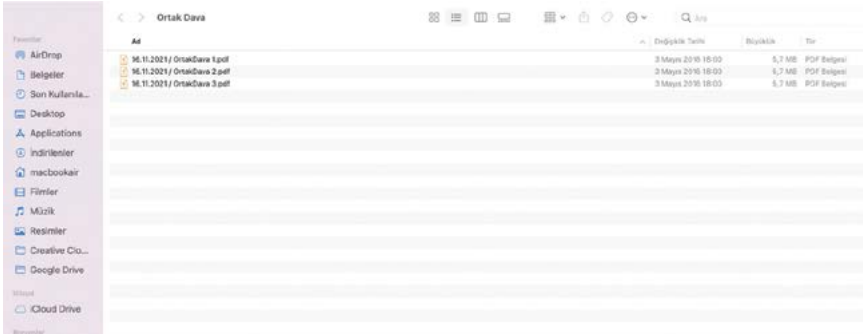 Ortak Dava
Ara
Favoriler
AirDrop
Belgeler
Son Kullanıla...
Desktop
Applications
İndirilenler
macbookair
Filmler
Müzik
Resimler
Creative Clo...
Google Drive
iCloud
iCloud Drive
Ad Değişiklik Tarihi Büyüklük Tür
16.11.2021 / OrtakDava 1.pdf 3 Mayıs 2016 18:03 5,7 MB PDF Belgesi
16.11.2021 / OrtakDava 2.pdf 3 Mayıs 2016 18:03 5,7 MB PDF Belgesi
16.11.2021 / OrtakDava 3.pdf 3 Mayıs 2016 18:03 5,7 MB PDF Belgesi